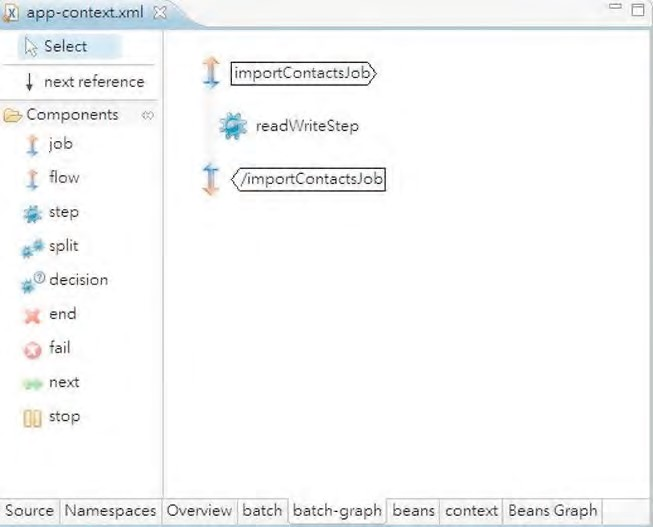 app-context.xml
Select
next reference
Components
job
flow
step
split
decision
end
fail
next
stop
importContactsJob
readWriteStep
/importContactsJob
Source Namespaces Overview batch batch-graph beans context Beans Graph